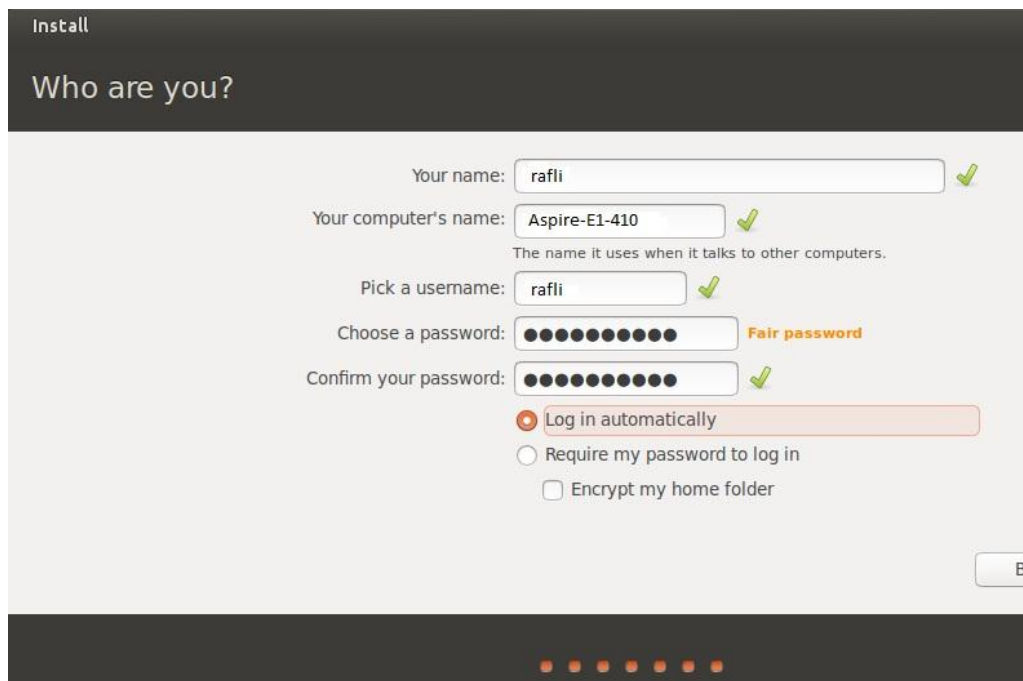 Install
Who are you?
Your name: rafli
Your computer's name: Aspire-E1-410
The name it uses when it talks to other computers.
Pick a username: rafli
Choose a password: ●●●●●●●●●● Fair password
Confirm your password: ●●●●●●●●●●
Log in automatically
Require my password to log in
Encrypt my home folder